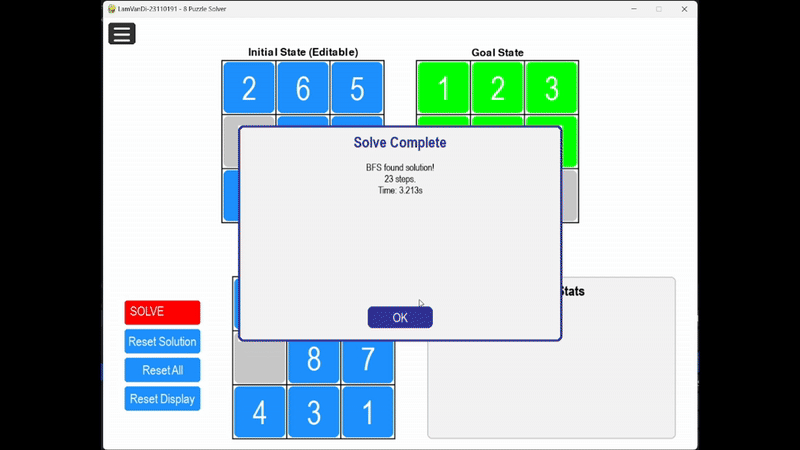 LamVanDi-23110191 - 8 Puzzle Solver
Initial State (Editable)
Goal State
2 6 5
1 2 3
Solve Complete
BFS found solution!
23 steps.
Time: 3.213s
OK
Stats
SOLVE
Reset Solution
Reset All
Reset Display
8 7
4 3 1